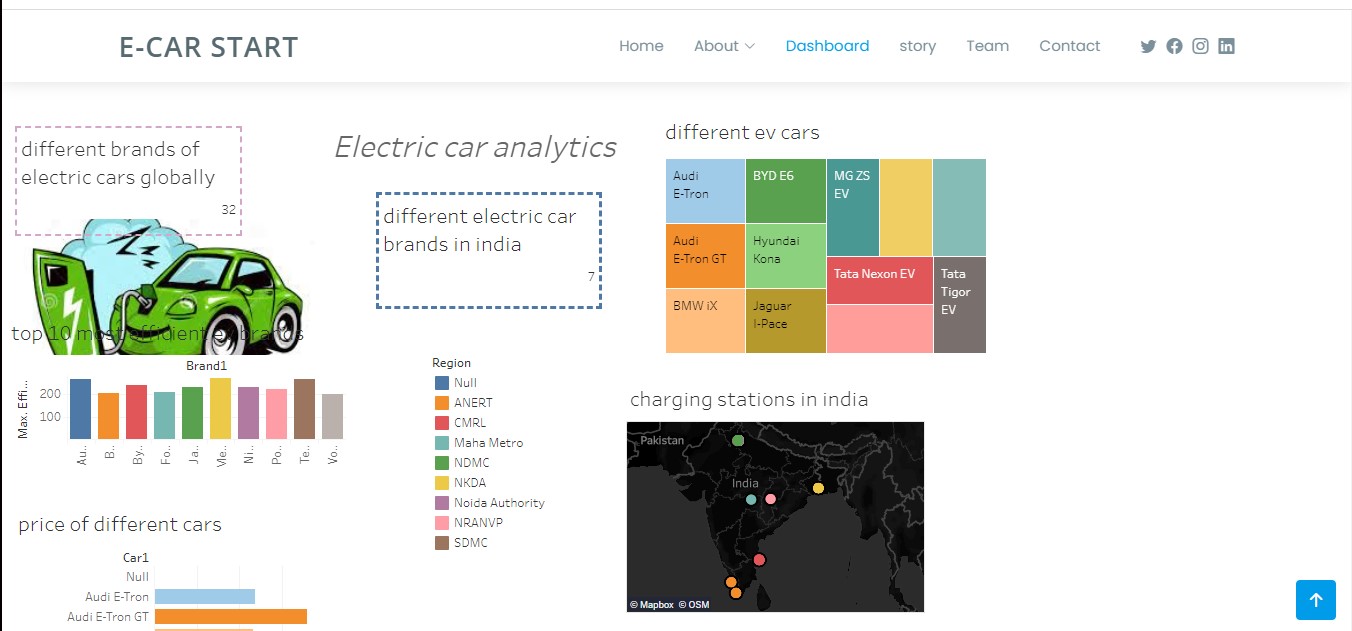 E-CAR START
Home About Dashboard story Team Contact
different brands of
electric cars globally
32
Electric car analytics
different electric car
brands in india
7
different ev cars
Audi
E-Tron
BYD E6
MG ZS
EV
Audi
E-Tron GT
Hyundai
Kona
Tata Nexon EV
Tata
Tigor
EV
BMW iX
Jaguar
I-Pace
top 10 most efficient ev brands
Brand1
Max. Effi...
200
100
Au..
B..
By..
Fo..
Ja..
Me..
Ni..
Po..
Te..
Vo..
Region
Null
ANERT
CMRL
Maha Metro
NDMC
NKDA
Noida Authority
NRANVP
SDMC
charging stations in india
Pakistan
India
© Mapbox © OSM
price of different cars
Car1
Null
Audi E-Tron
Audi E-Tron GT